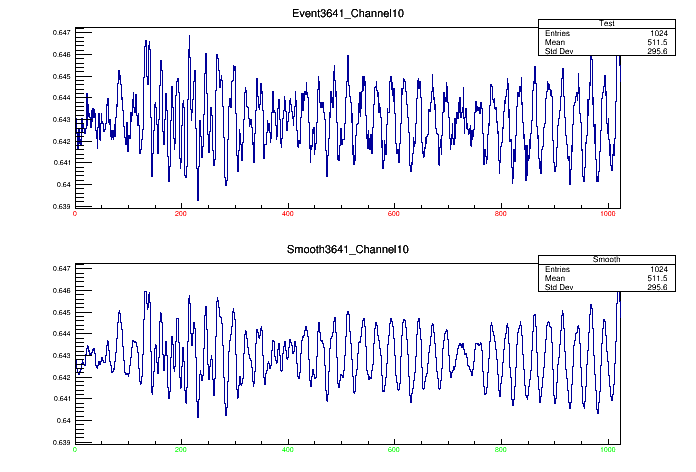 Event3641_Channel10
Test
Entries 1024
Mean 511.5
Std Dev 295.6
0.647
0.646
0.645
0.644
0.643
0.642
0.641
0.64
0.639
0 200 400 600 800 1000
Smooth3641_Channel10
Smooth
Entries 1024
Mean 511.5
Std Dev 295.6
0.647
0.646
0.645
0.644
0.643
0.642
0.641
0.64
0.639
0 200 400 600 800 1000